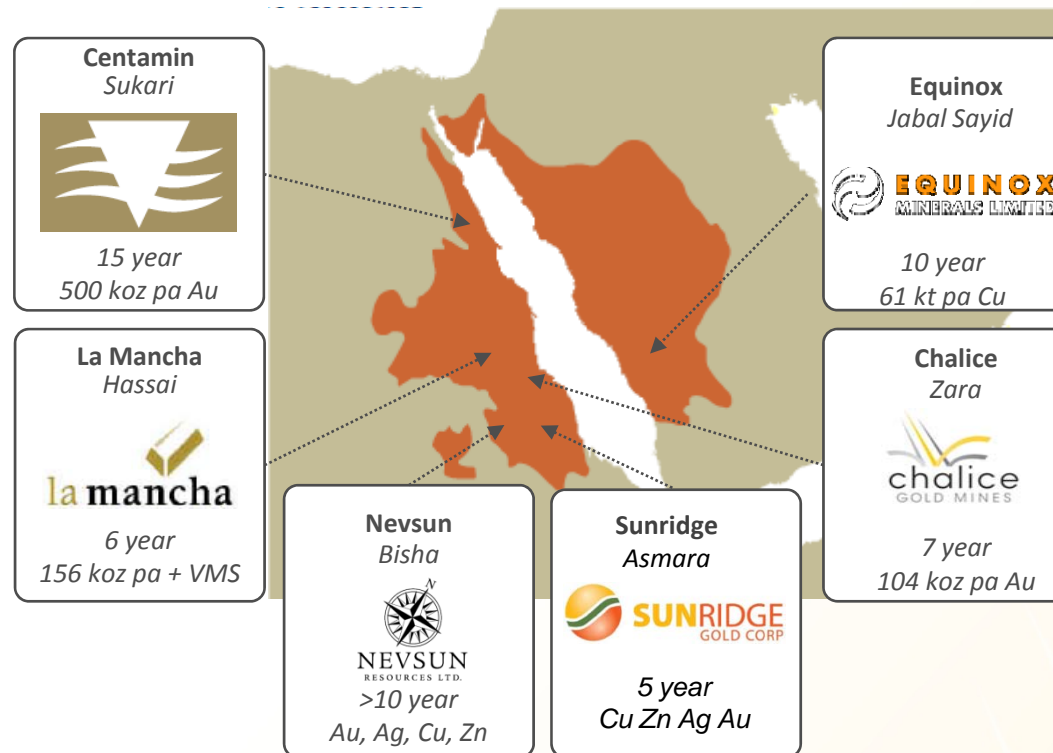 Centamin
Sukari
15 year
500 koz pa Au
Equinox
Jabal Sayid
EQUINOX
MINERALS LIMITED
10 year
61 kt pa Cu
La Mancha
Hassai
la mancha
6 year
156 koz pa + VMS
Chalice
Zara
chalice
GOLD MINES
7 year
104 koz pa Au
Nevsun
Bisha
N
NEVSUN
RESOURCES LTD.
>10 year
Au, Ag, Cu, Zn
Sunridge
Asmara
SUNRIDGE
GOLD CORP
5 year
Cu Zn Ag Au